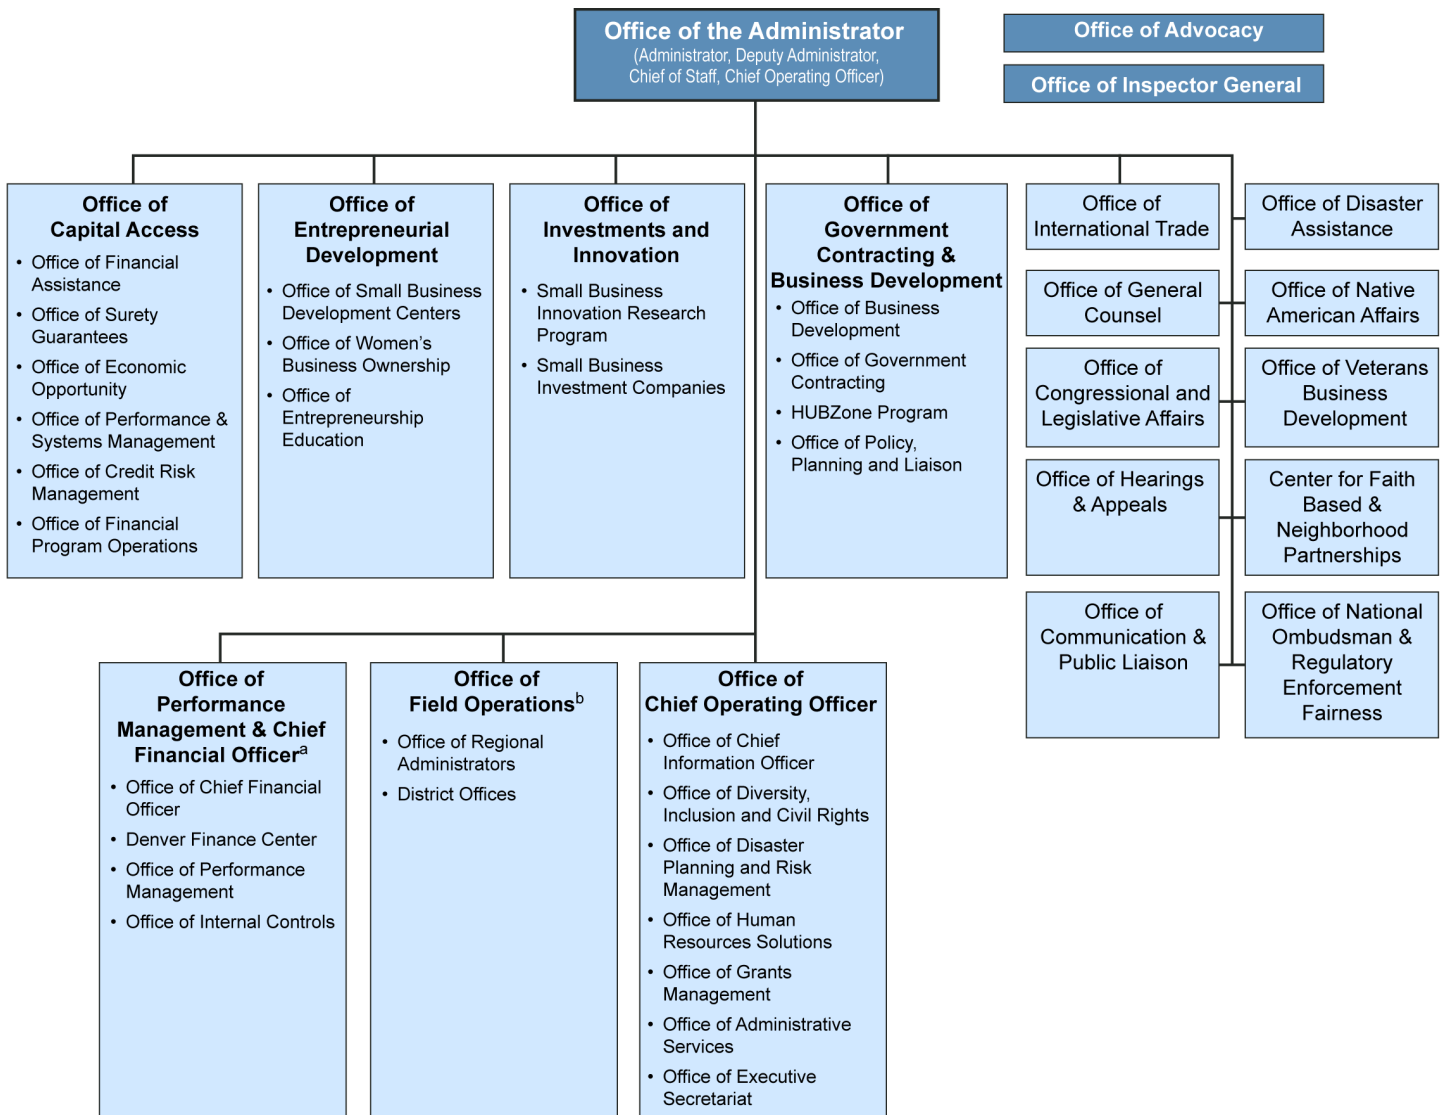 Office of the Administrator
(Administrator, Deputy Administrator,
Chief of Staff, Chief Operating Officer)
Office of Advocacy
Office of Inspector General
Office of
Capital Access
• Office of Financial
Assistance
• Office of Surety
Guarantees
• Office of Economic
Opportunity
• Office of Performance &
Systems Management
• Office of Credit Risk
Management
• Office of Financial
Program Operations
Office of
Entrepreneurial
Development
• Office of Small Business
Development Centers
• Office of Women’s
Business Ownership
• Office of
Entrepreneurship
Education
Office of
Investments and
Innovation
• Small Business
Innovation Research
Program
• Small Business
Investment Companies
Office of
Government
Contracting &
Business Development
• Office of Business
Development
• Office of Government
Contracting
• HUBZone Program
• Office of Policy,
Planning and Liaison
Office of
International Trade
Office of Disaster
Assistance
Office of General
Counsel
Office of Native
American Affairs
Office of
Congressional and
Legislative Affairs
Office of Veterans
Business
Development
Office of Hearings
& Appeals
Center for Faith
Based &
Neighborhood
Partnerships
Office of
Communication &
Public Liaison
Office of National
Ombudsman &
Regulatory
Enforcement
Fairness
Office of
Performance
Management & Chief
Financial Officerᵃ
• Office of Chief Financial
Officer
• Denver Finance Center
• Office of Performance
Management
• Office of Internal Controls
Office of
Field Operationsᵇ
• Office of Regional
Administrators
• District Offices
Office of
Chief Operating Officer
• Office of Chief
Information Officer
• Office of Diversity,
Inclusion and Civil Rights
• Office of Disaster
Planning and Risk
Management
• Office of Human
Resources Solutions
• Office of Grants
Management
• Office of Administrative
Services
• Office of Executive
Secretariat